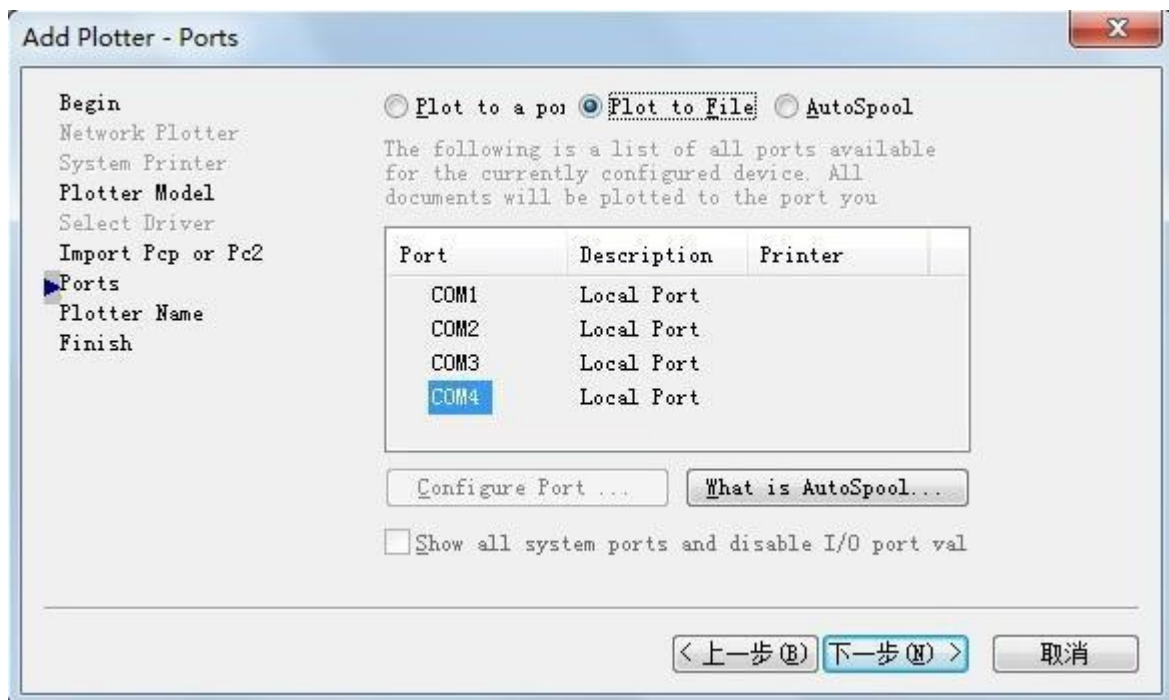 Add Plotter - Ports
Begin
Network Plotter
System Printer
Plotter Model
Select Driver
Import Pcp or Pc2
Ports
Plotter Name
Finish
Plot to a por Plot to File AutoSpool
The following is a list of all ports available
for the currently configured device. All
documents will be plotted to the port you
Port Description Printer
COM1 Local Port
COM2 Local Port
COM3 Local Port
COM4 Local Port
Configure Port ... What is AutoSpool...
Show all system ports and disable I/O port val
< 上一步(B) 下一步(N) > 取消